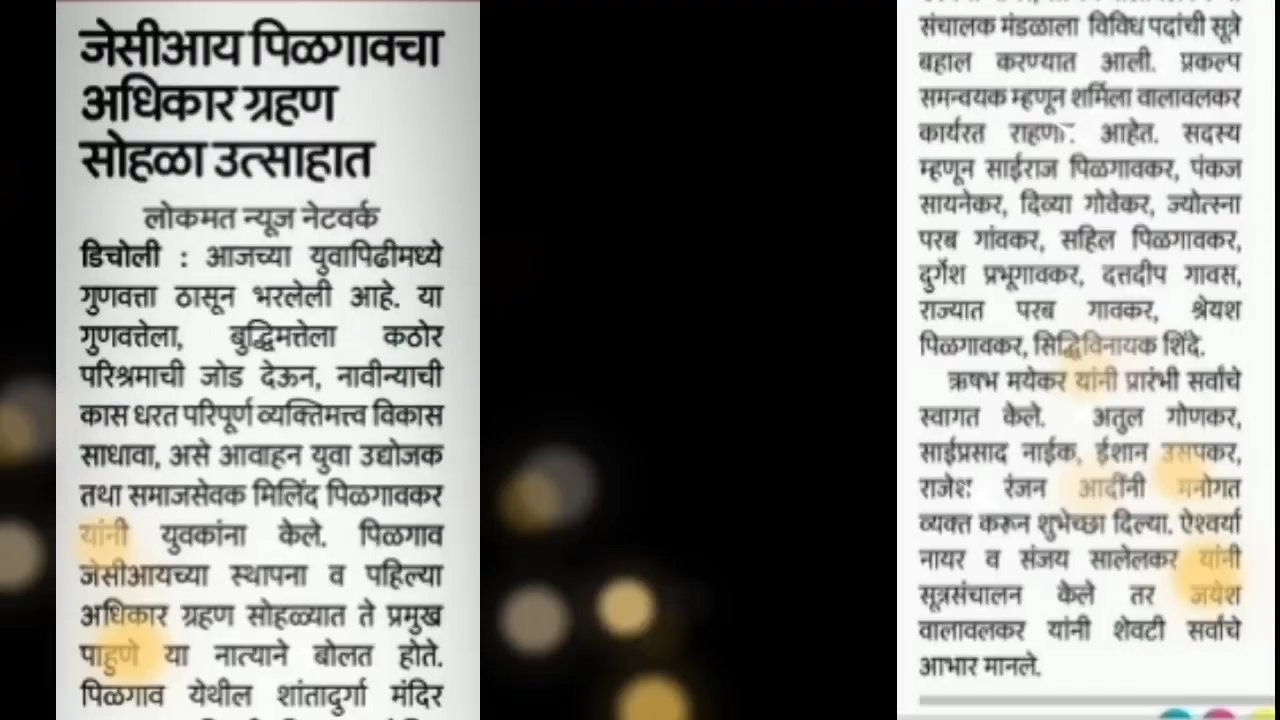 जेसीआय पिळगावचा
अधिकार ग्रहण
सोहळा उत्साहात
लोकमत न्यूज नेटवर्क
डिचोली : आजच्या युवापिढीमध्ये
गुणवत्ता ठासून भरलेली आहे. या
गुणवत्तेला, बुद्धिमत्तेला कठोर
परिश्रमाची जोड देऊन, नावीन्याची
कास धरत परिपूर्ण व्यक्तिमत्त्व विकास
साधावा, असे आवाहन युवा उद्योजक
तथा समाजसेवक मिलिंद पिळगावकर
यांनी युवकांना केले. पिळगाव
जेसीआयच्या स्थापना व पहिल्या
अधिकार ग्रहण सोहळ्यात ते प्रमुख
पाहुणे या नात्याने बोलत होते.
पिळगाव येथील शांतादुर्गा मंदिर
संचालक मंडळाला विविध पदांची सूत्रे
बहाल करण्यात आली. प्रकल्प
समन्वयक म्हणून शर्मिला वालावलकर
कार्यरत राहणार आहेत. सदस्य
म्हणून साईराज पिळगावकर, पंकज
सायनेकर, दिव्या गोवेकर, ज्योत्स्ना
परब गांवकर, सहिल पिळगावकर,
दुर्गेश प्रभूगावकर, दत्तदीप गावस,
राज्यात परब गावकर, श्रेयश
पिळगावकर, सिद्धिविनायक शिंदे.
ऋषभ मयेकर यांनी प्रारंभी सर्वांचे
स्वागत केले. अतुल गोणकर,
साईप्रसाद नाईक, ईशान उसपकर,
राजेश रंजन आदींनी मनोगत
व्यक्त करून शुभेच्छा दिल्या. ऐश्वर्या
नायर व संजय सालेलकर यांनी
सूत्रसंचालन केले तर जयेश
वालावलकर यांनी शेवटी सर्वांचे
आभार मानले.